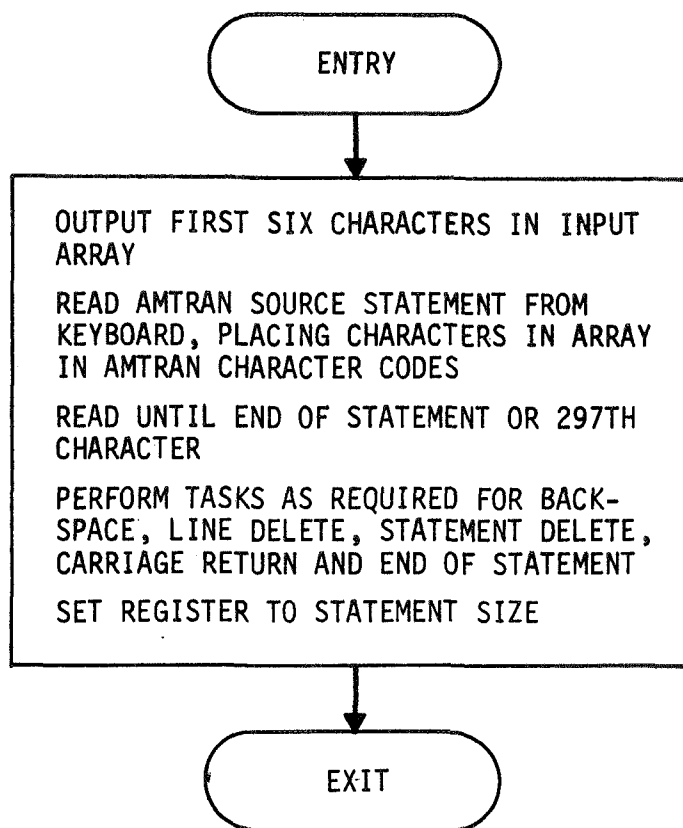 ENTRY
OUTPUT FIRST SIX CHARACTERS IN INPUT
ARRAY
READ AMTRAN SOURCE STATEMENT FROM
KEYBOARD, PLACING CHARACTERS IN ARRAY
IN AMTRAN CHARACTER CODES
READ UNTIL END OF STATEMENT OR 297TH
CHARACTER
PERFORM TASKS AS REQUIRED FOR BACK-
SPACE, LINE DELETE, STATEMENT DELETE,
CARRIAGE RETURN AND END OF STATEMENT
SET REGISTER TO STATEMENT SIZE
EXIT